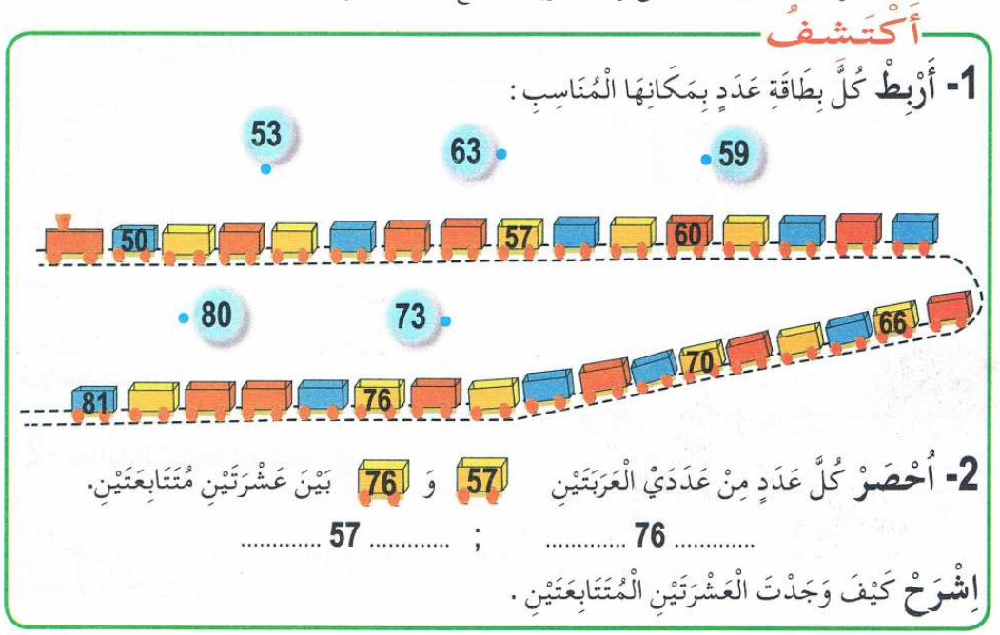 أَكْتَشِفُ
1- أَرْبِطْ كُلَّ بِطَاقَةِ عَدَدٍ بِمَكَانِهَا الْمُنَاسِبِ :
53 63 59
50 57 60
66
80 73
70
81 76
2- اُحْصَرْ كُلَّ عَدَدٍ مِنْ عَدَدَيْ الْعَرَبَتَيْنِ 57 وَ 76 بَيْنَ عَشْرَتَيْنِ مُتَتَابِعَتَيْنِ.
............. 57 ............. ; ............. 76 .............
اِشْرَحْ كَيْفَ وَجَدْتَ الْعَشْرَتَيْنِ الْمُتَتَابِعَتَيْنِ .